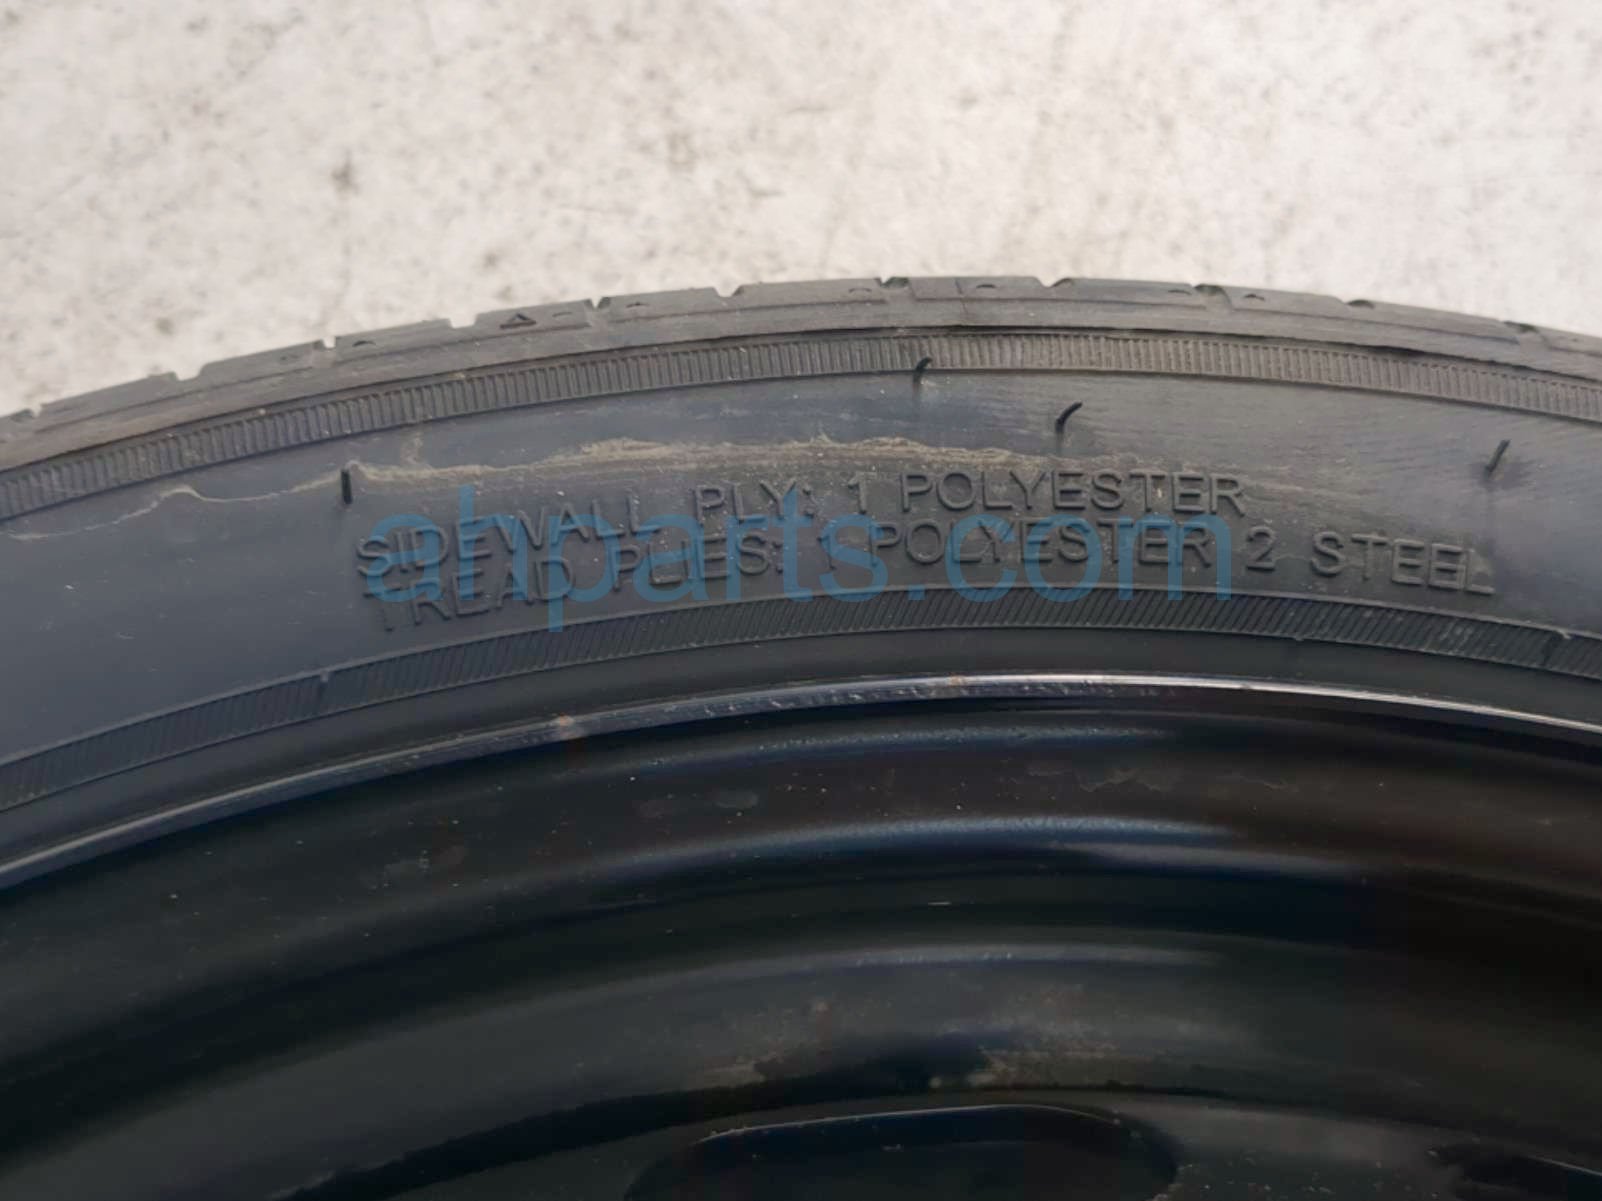 SIDEWALL PLY: 1 POLYESTER
TREAD PLIES: 1 POLYESTER 2 STEEL
ahparts.com